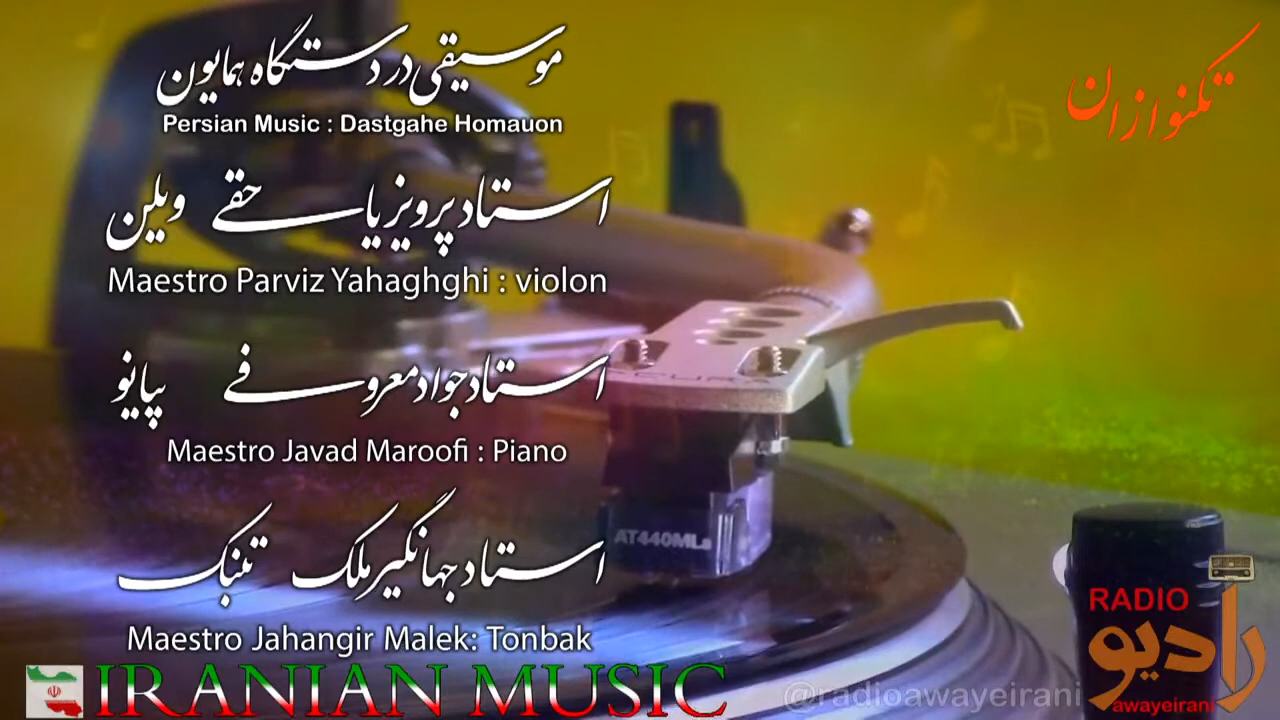 موسیقی در دستگاه همایون
Persian Music : Dastgahe Homauon
تکنوازان
استاد پرویز یاحقی ویلن
Maestro Parviz Yahaghghi : violon
استاد جواد معروفی پیانو
Maestro Javad Maroofi : Piano
AT440MLa
استاد جهانگیر ملک تنبک
Maestro Jahangir Malek: Tonbak
IRANIAN MUSIC
@radioawayeirani
RADIO
رادیو
awayeirani